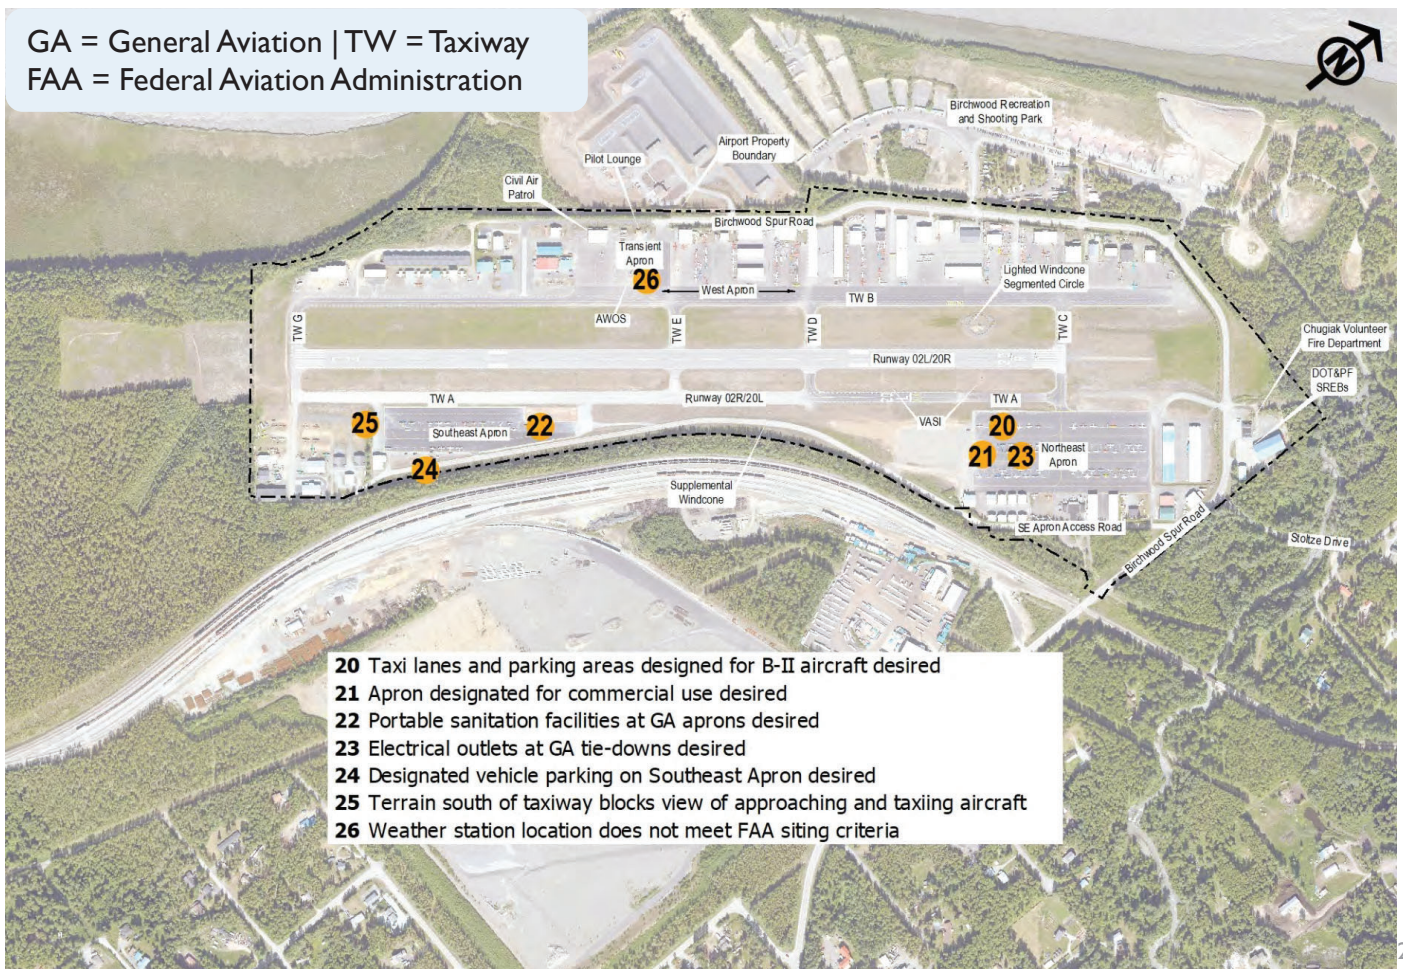 GA = General Aviation | TW = Taxiway
FAA = Federal Aviation Administration
N
Birchwood Recreation
and Shooting Park
Airport Property
Boundary
Pilot Lounge
Civil Air
Patrol
Birchwood Spur Road
Transient
Apron
26
West Apron
Lighted Windcone
Segmented Circle
TW B
AWOS
TW G
TW E
TW D
TW C
Chugiak Volunteer
Fire Department
Runway 02L/20R
DOT&PF
SREBs
TW A
Runway 02R/20L
TW A
VASI
25
22
20
Southeast Apron
24
21
23
Northeast
Apron
Supplemental
Windcone
SE Apron Access Road
Birchwood Spur Road
Stoltze Drive
20 Taxi lanes and parking areas designed for B-II aircraft desired
21 Apron designated for commercial use desired
22 Portable sanitation facilities at GA aprons desired
23 Electrical outlets at GA tie-downs desired
24 Designated vehicle parking on Southeast Apron desired
25 Terrain south of taxiway blocks view of approaching and taxiing aircraft
26 Weather station location does not meet FAA siting criteria